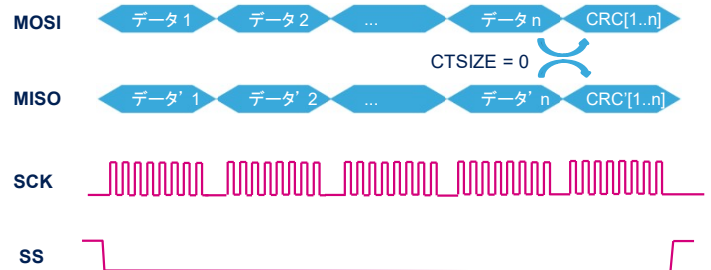 MOSI データ 1 データ 2 ... データ n CRC[1..n]
CTSIZE = 0
MISO データ’ 1 データ’ 2 ... データ’ n CRC’[1..n]
SCK
SS